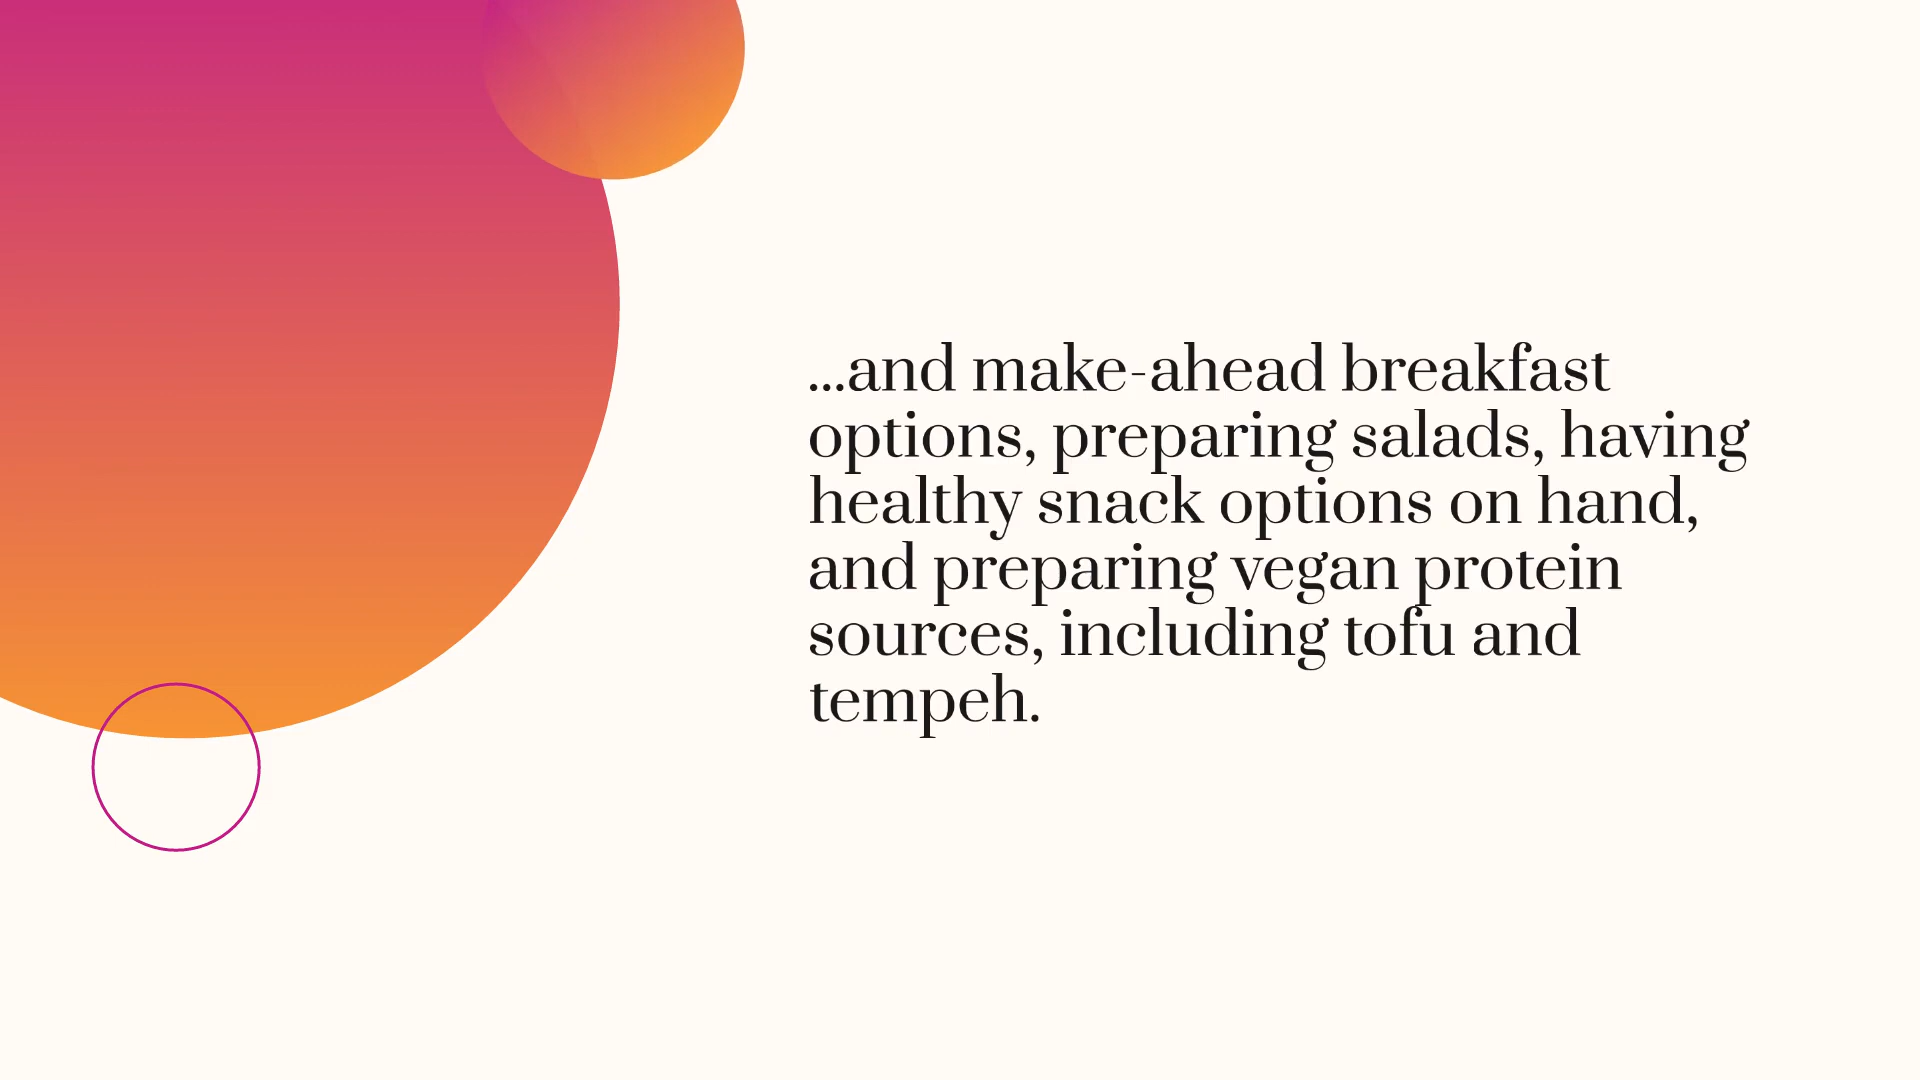 ...and make-ahead breakfast
options, preparing salads, having
healthy snack options on hand,
and preparing vegan protein
sources, including tofu and
tempeh.